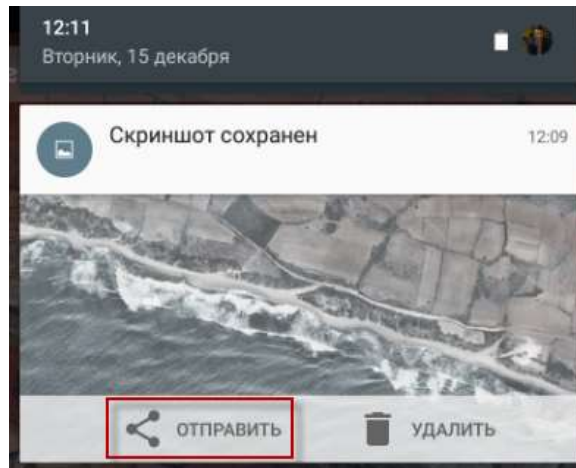 12:11
Вторник, 15 декабря
Скриншот сохранен 12:09
ОТПРАВИТЬ УДАЛИТЬ